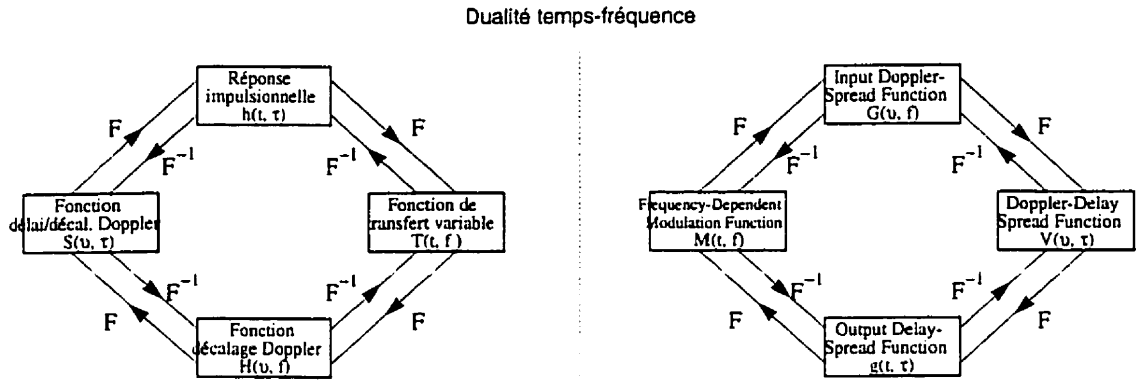 Dualité temps-fréquence
Réponse
impulsionnelle
h(t, τ)
F
F⁻¹
F
F⁻¹
Fonction
délai/décal. Doppler
S(υ, τ)
Fonction de
transfert variable
T(t, f )
F
F⁻¹
F⁻¹
F
Fonction
décalage Doppler
H(υ, f)
Input Doppler-
Spread Function
G(υ, f)
F
F⁻¹
F
F⁻¹
Frequency-Dependent
Modulation Function
M(t, f)
Doppler-Delay
Spread Function
V(υ, τ)
F
F⁻¹
F⁻¹
F
Output Delay-
Spread Function
g(t, τ)